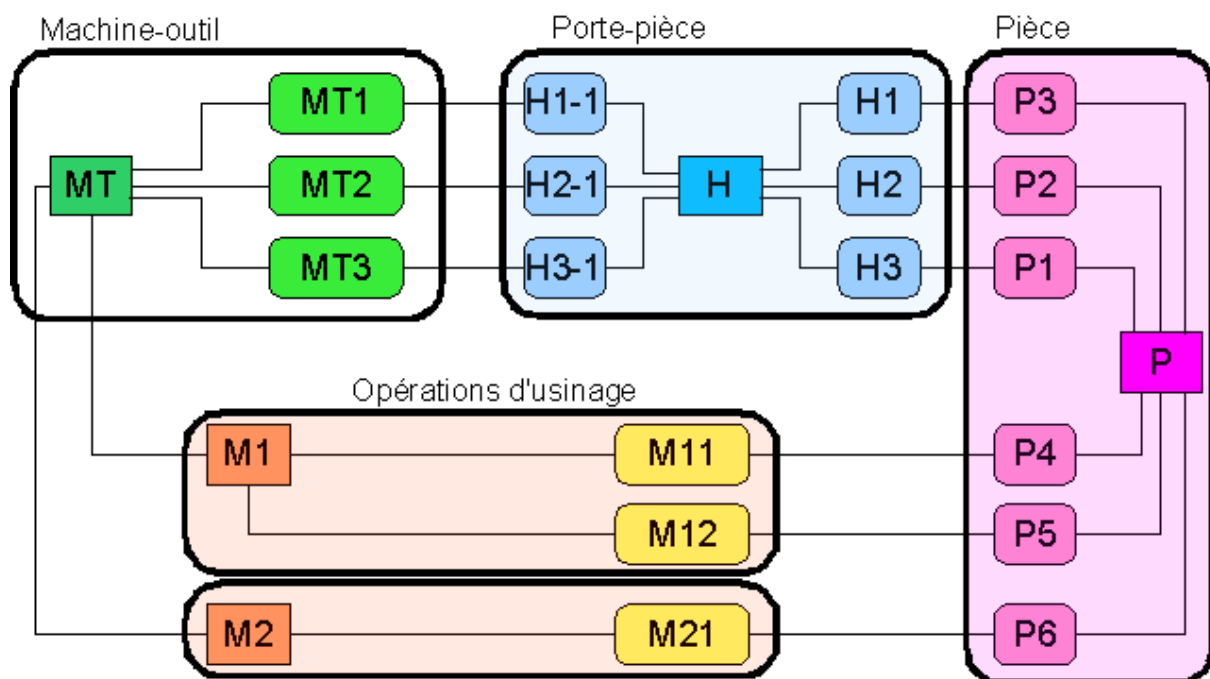 Machine-outil Porte-pièce Pièce
MT1 H1-1 H1 P3
MT MT2 H2-1 H H2 P2
MT3 H3-1 H3 P1
P
Opérations d'usinage
M1 M11 P4
M12 P5
M2 M21 P6